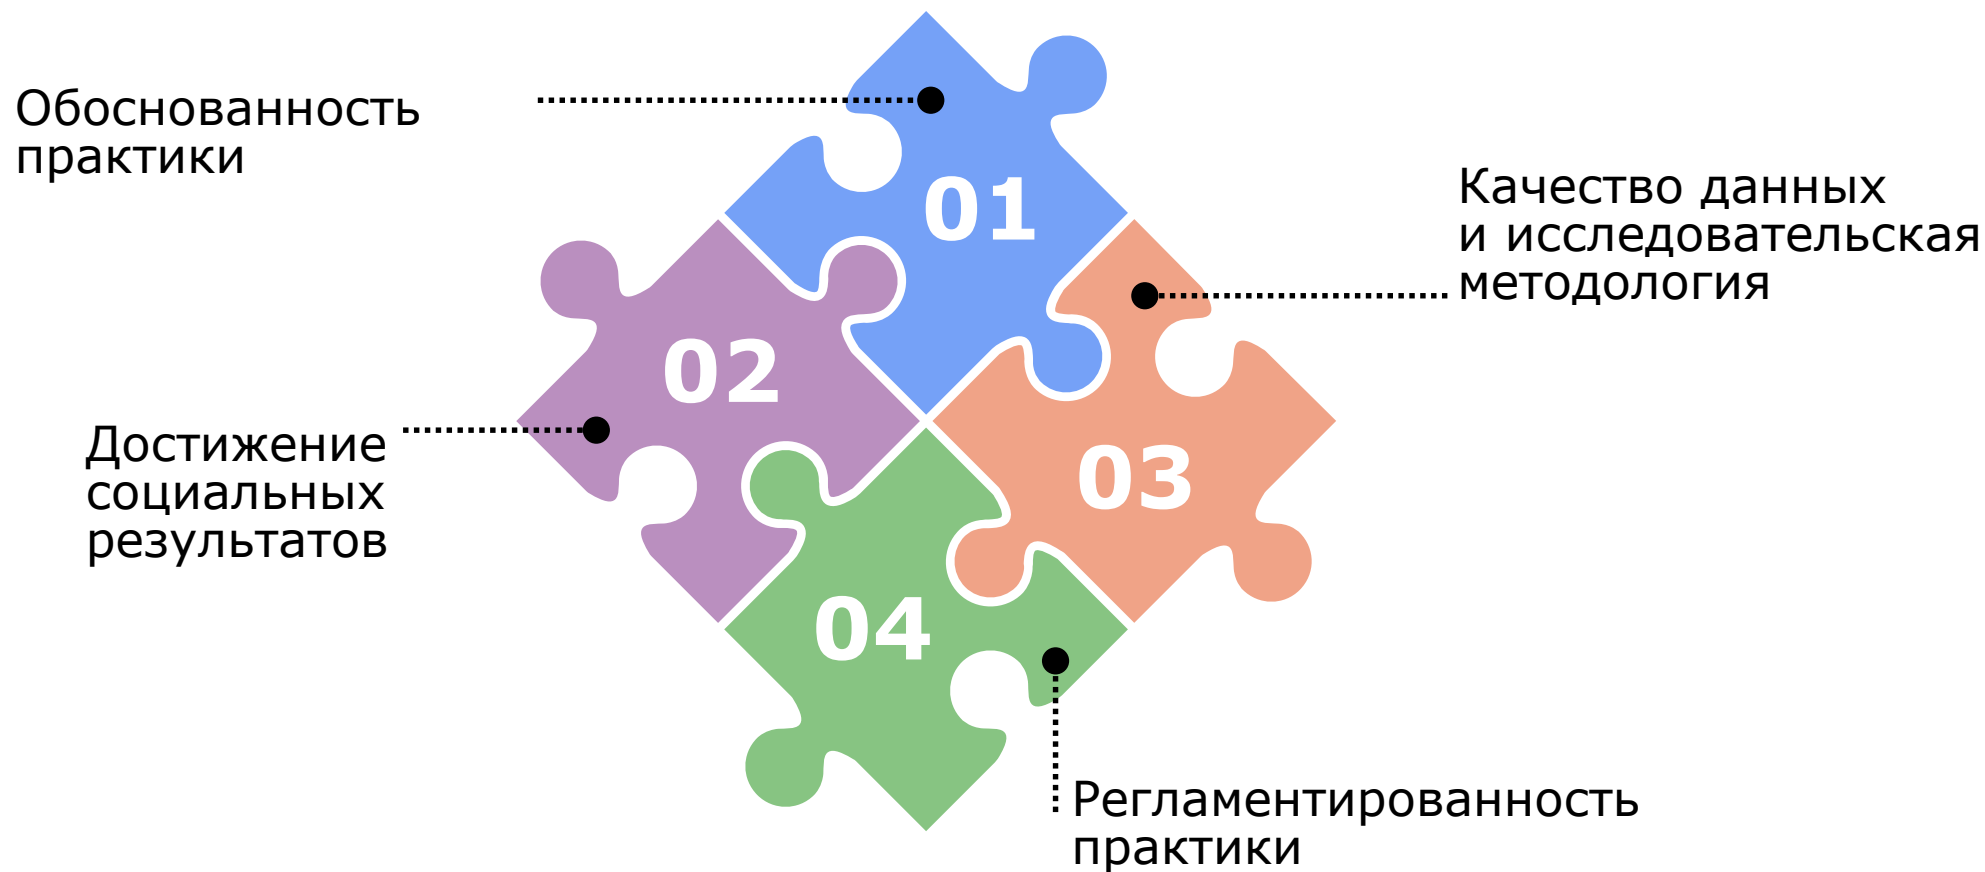 Обоснованность
практики
01
Качество данных
и исследовательская
методология
02
Достижение
социальных
результатов
03
04
Регламентированность
практики